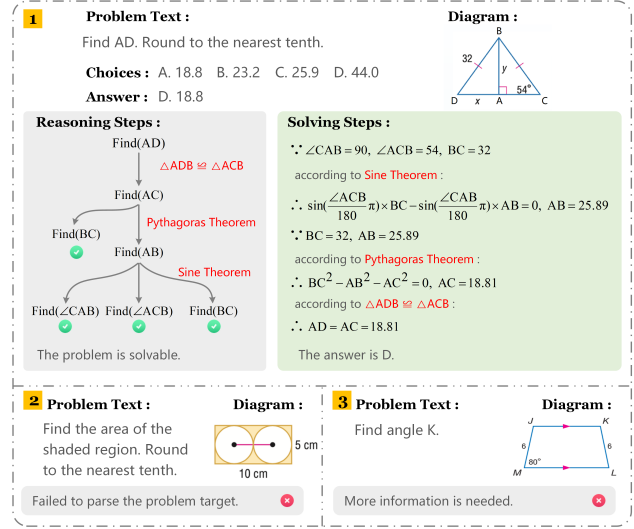 1
Problem Text :
Find AD. Round to the nearest tenth.
Choices : A. 18.8 B. 23.2 C. 25.9 D. 44.0
Answer : D. 18.8
Diagram :
B
32
y
54°
D x A C
Reasoning Steps :
Find(AD)
△ADB ≌ △ACB
Find(AC)
Pythagoras Theorem
Find(BC)
Find(AB)
Sine Theorem
Find(∠CAB) Find(∠ACB) Find(BC)
The problem is solvable.
Solving Steps :
∵ ∠CAB = 90, ∠ACB = 54, BC = 32
according to Sine Theorem :
∴ sin(∠ACB/180 π) × BC − sin(∠CAB/180 π) × AB = 0, AB = 25.89
∵ BC = 32, AB = 25.89
according to Pythagoras Theorem :
∴ BC² − AB² − AC² = 0, AC = 18.81
according to △ADB ≌ △ACB :
∴ AD = AC = 18.81
The answer is D.
2
Problem Text :
Find the area of the
shaded region. Round
to the nearest tenth.
Diagram :
5 cm
10 cm
Failed to parse the problem target.
3
Problem Text :
Find angle K.
Diagram :
J K
6 6
80°
M L
More information is needed.